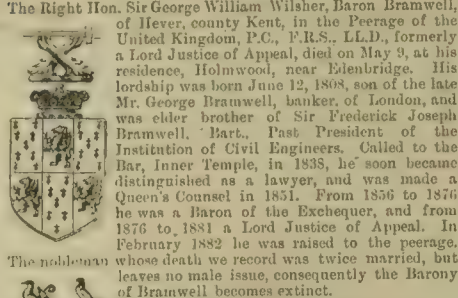 The Right Hon. Sir George William Wilsher, Baron Bramwell,
of Hever, county Kent, in the Peerage of the
United Kingdom, P.C., F.R.S. LL.D., formerly
a Lord Justice of Appeal, died on May 9, at his
residence, Holmwood, near Edenbridge. His
lordship was born June 12, 1808, son of the late
Mr. George Bramwell, banker, of London, and
was elder brother of Sir Frederick Joseph
Bramwell, Bart., Past President of the
Institution of Civil Engineers. Called to the
Bar, Inner Temple, in 1838, he soon became
distinguished as a lawyer, and was made a
Queen's Counsel in 1851. From 1856 to 1876
he was a Baron of the Exchequer, and from
1876 to 1881 a Lord Justice of Appeal. In
February 1882 he was raised to the peerage.
The nobleman whose death we record was twice married, but
leaves no male issue, consequently the Barony
of Bramwell becomes extinct.